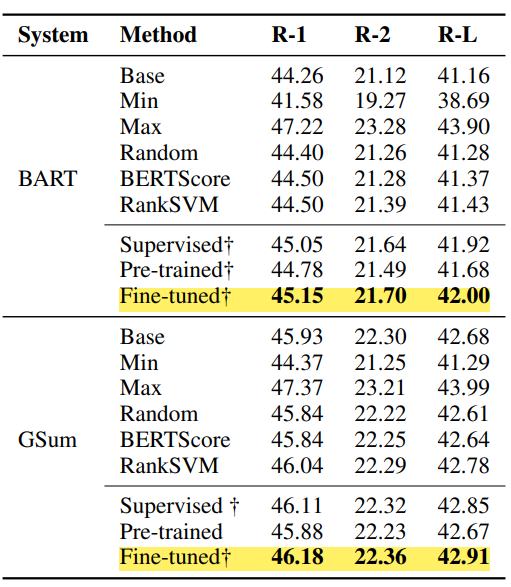 System Method R-1 R-2 R-L
Base 44.26 21.12 41.16
Min 41.58 19.27 38.69
Max 47.22 23.28 43.90
Random 44.40 21.26 41.28
BART BERTScore 44.50 21.28 41.37
RankSVM 44.50 21.39 41.43
Supervised† 45.05 21.64 41.92
Pre-trained† 44.78 21.49 41.68
Fine-tuned† 45.15 21.70 42.00
Base 45.93 22.30 42.68
Min 44.37 21.25 41.29
Max 47.37 23.21 43.99
Random 45.84 22.22 42.61
GSum BERTScore 45.84 22.25 42.64
RankSVM 46.04 22.29 42.78
Supervised † 46.11 22.32 42.85
Pre-trained 45.88 22.23 42.67
Fine-tuned† 46.18 22.36 42.91